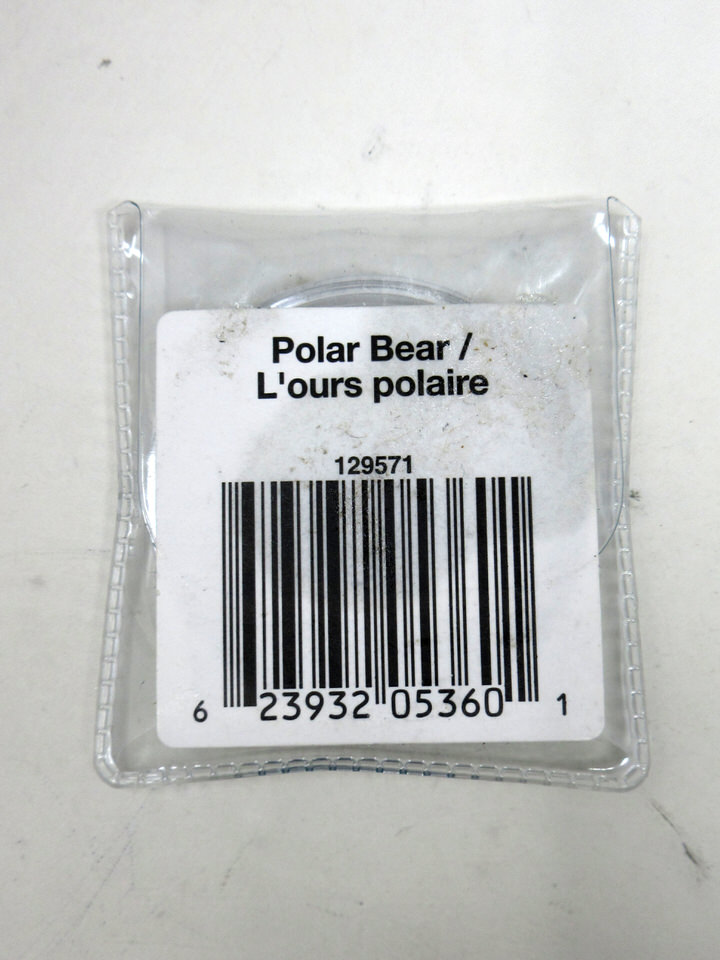 Polar Bear /
L'ours polaire
129571
6 23932 05360 1